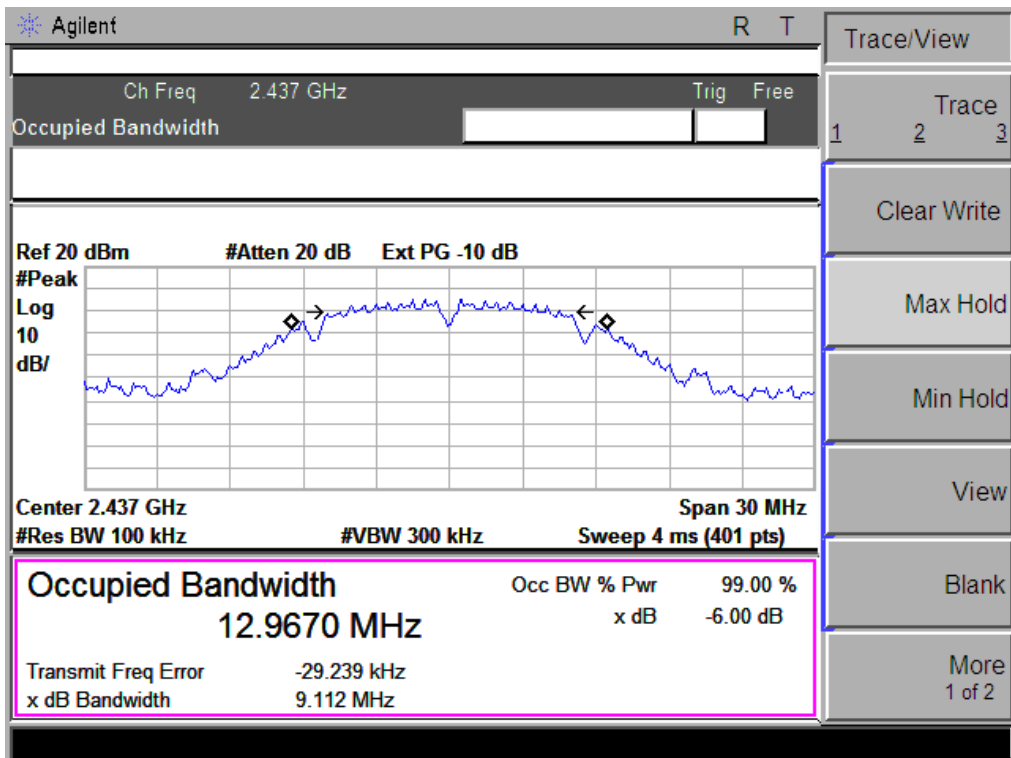 Agilent R T
Ch Freq 2.437 GHz Trig Free
Occupied Bandwidth
Ref 20 dBm #Atten 20 dB Ext PG -10 dB
#Peak
Log
10
dB/
Center 2.437 GHz Span 30 MHz
#Res BW 100 kHz #VBW 300 kHz Sweep 4 ms (401 pts)
Occupied Bandwidth Occ BW % Pwr 99.00 %
12.9670 MHz x dB -6.00 dB
Transmit Freq Error -29.239 kHz
x dB Bandwidth 9.112 MHz
Trace/View
Trace
1 2 3
Clear Write
Max Hold
Min Hold
View
Blank
More
1 of 2